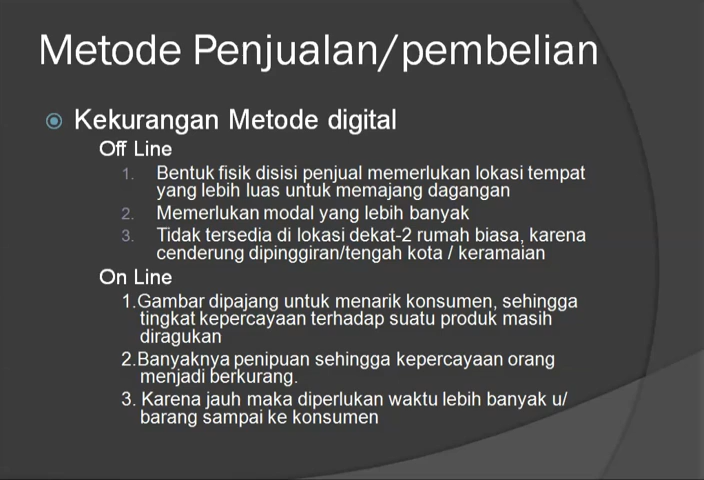 Metode Penjualan/pembelian
Kekurangan Metode digital
Off Line
1. Bentuk fisik disisi penjual memerlukan lokasi tempat
yang lebih luas untuk memajang dagangan
2. Memerlukan modal yang lebih banyak
3. Tidak tersedia di lokasi dekat-2 rumah biasa, karena
cenderung dipinggiran/tengah kota / keramaian
On Line
1.Gambar dipajang untuk menarik konsumen, sehingga
tingkat kepercayaan terhadap suatu produk masih
diragukan
2.Banyaknya penipuan sehingga kepercayaan orang
menjadi berkurang.
3. Karena jauh maka diperlukan waktu lebih banyak u/
barang sampai ke konsumen